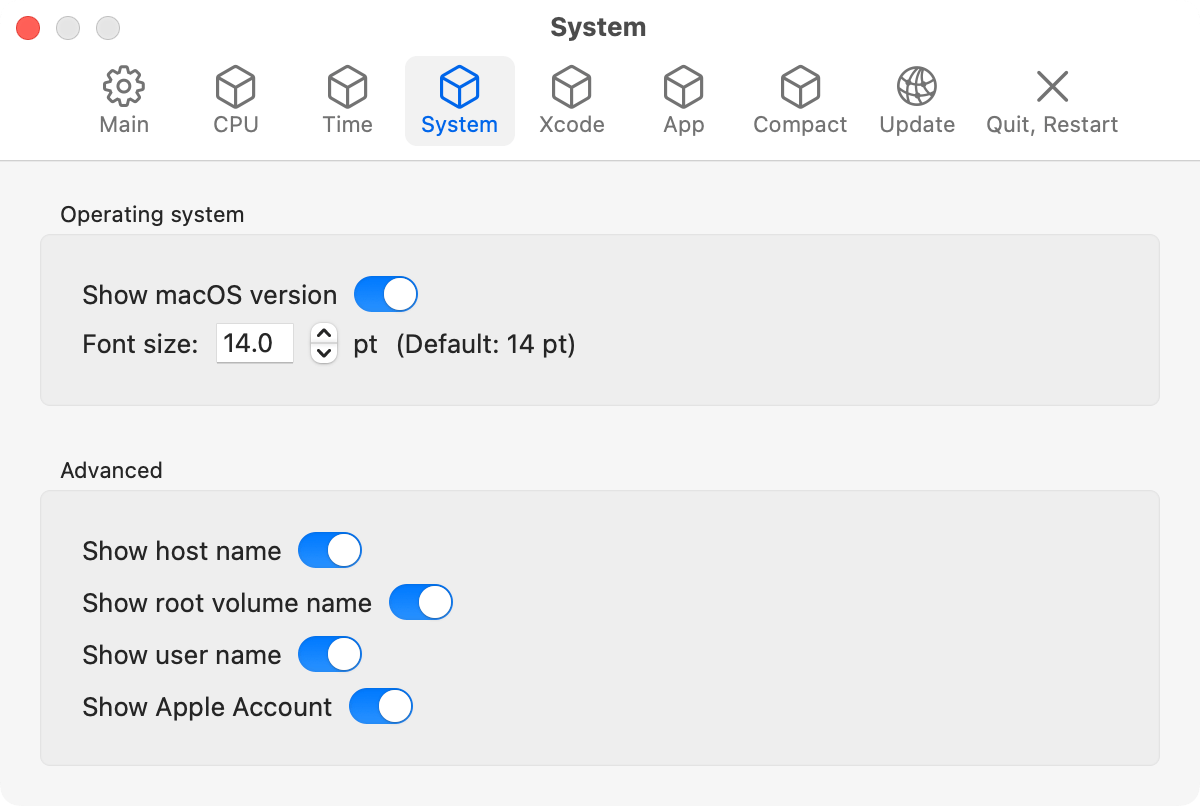 System
Main CPU Time System Xcode App Compact Update Quit, Restart
Operating system
Show macOS version
Font size: 14.0 pt (Default: 14 pt)
Advanced
Show host name
Show root volume name
Show user name
Show Apple Account